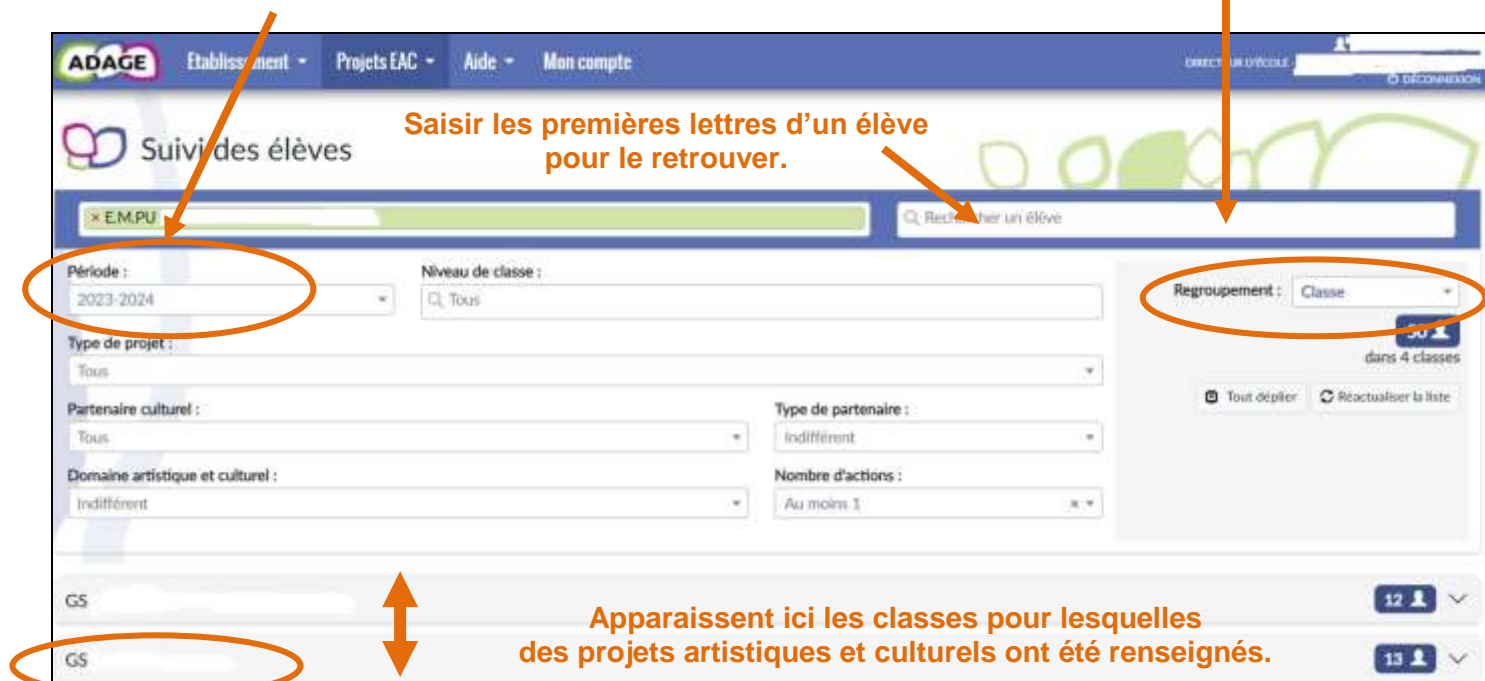 ADAGE Etablissement Projets EAC Aide Mon compte
DIRECTEUR D'ÉCOLE -
DÉCONNEXION
Suivi des élèves
Saisir les premières lettres d’un élève
pour le retrouver.
× E.M.PU
Rechercher un élève
Période :
Niveau de classe :
2023-2024
Tous
Regroupement : Classe
50
dans 4 classes
Type de projet :
Tous
Tout déplier Réactualiser la liste
Partenaire culturel :
Type de partenaire :
Tous
Indifférent
Domaine artistique et culturel :
Nombre d'actions :
Indifférent
Au moins 1 ×
GS
12
Apparaissent ici les classes pour lesquelles
des projets artistiques et culturels ont été renseignés.
GS
13